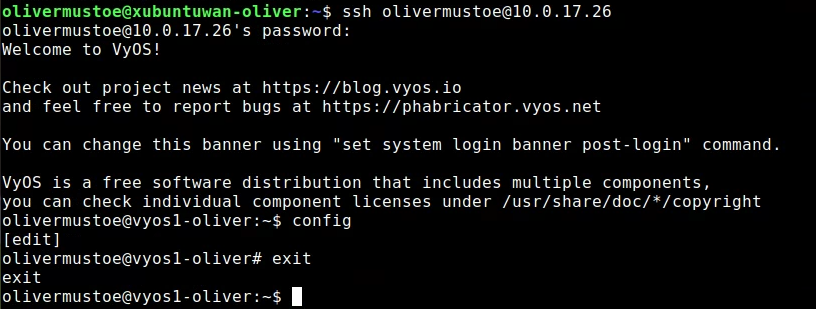 olivermustoe@xubuntuwan-oliver:~$ ssh olivermustoe@10.0.17.26
olivermustoe@10.0.17.26's password:
Welcome to VyOS!
Check out project news at https://blog.vyos.io
and feel free to report bugs at https://phabricator.vyos.net
You can change this banner using "set system login banner post-login" command.
VyOS is a free software distribution that includes multiple components,
you can check individual component licenses under /usr/share/doc/*/copyright
olivermustoe@vyos1-oliver:~$ config
[edit]
olivermustoe@vyos1-oliver# exit
exit
olivermustoe@vyos1-oliver:~$